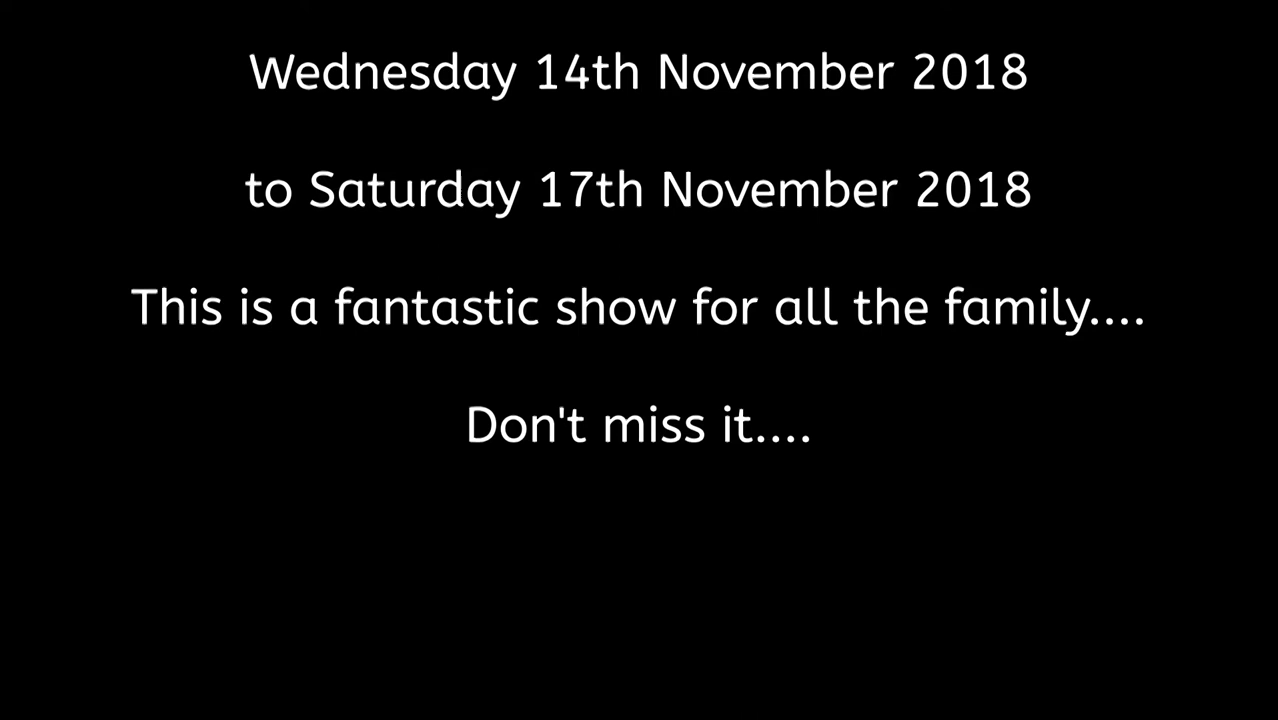 Wednesday 14th November 2018
to Saturday 17th November 2018
This is a fantastic show for all the family....
Don't miss it....